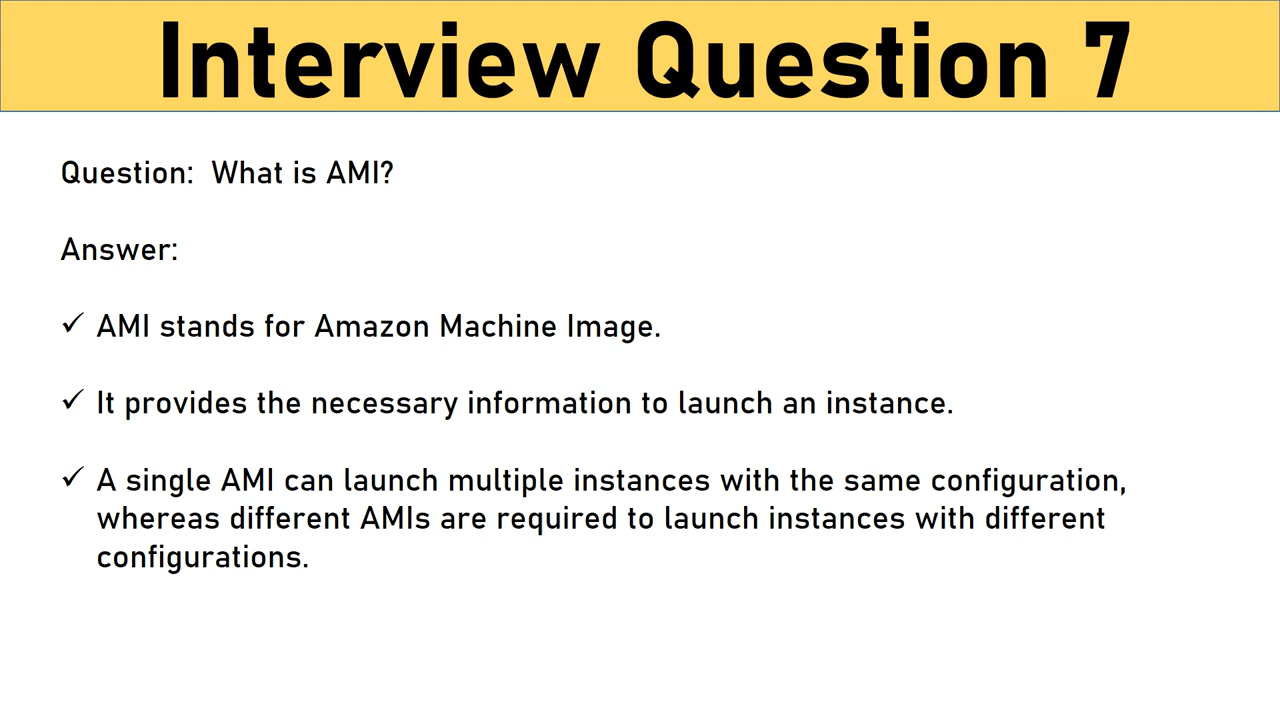 Interview Question 7
Question:  What is AMI?
Answer:
✓ AMI stands for Amazon Machine Image.
✓ It provides the necessary information to launch an instance.
✓ A single AMI can launch multiple instances with the same configuration,
whereas different AMIs are required to launch instances with different
configurations.